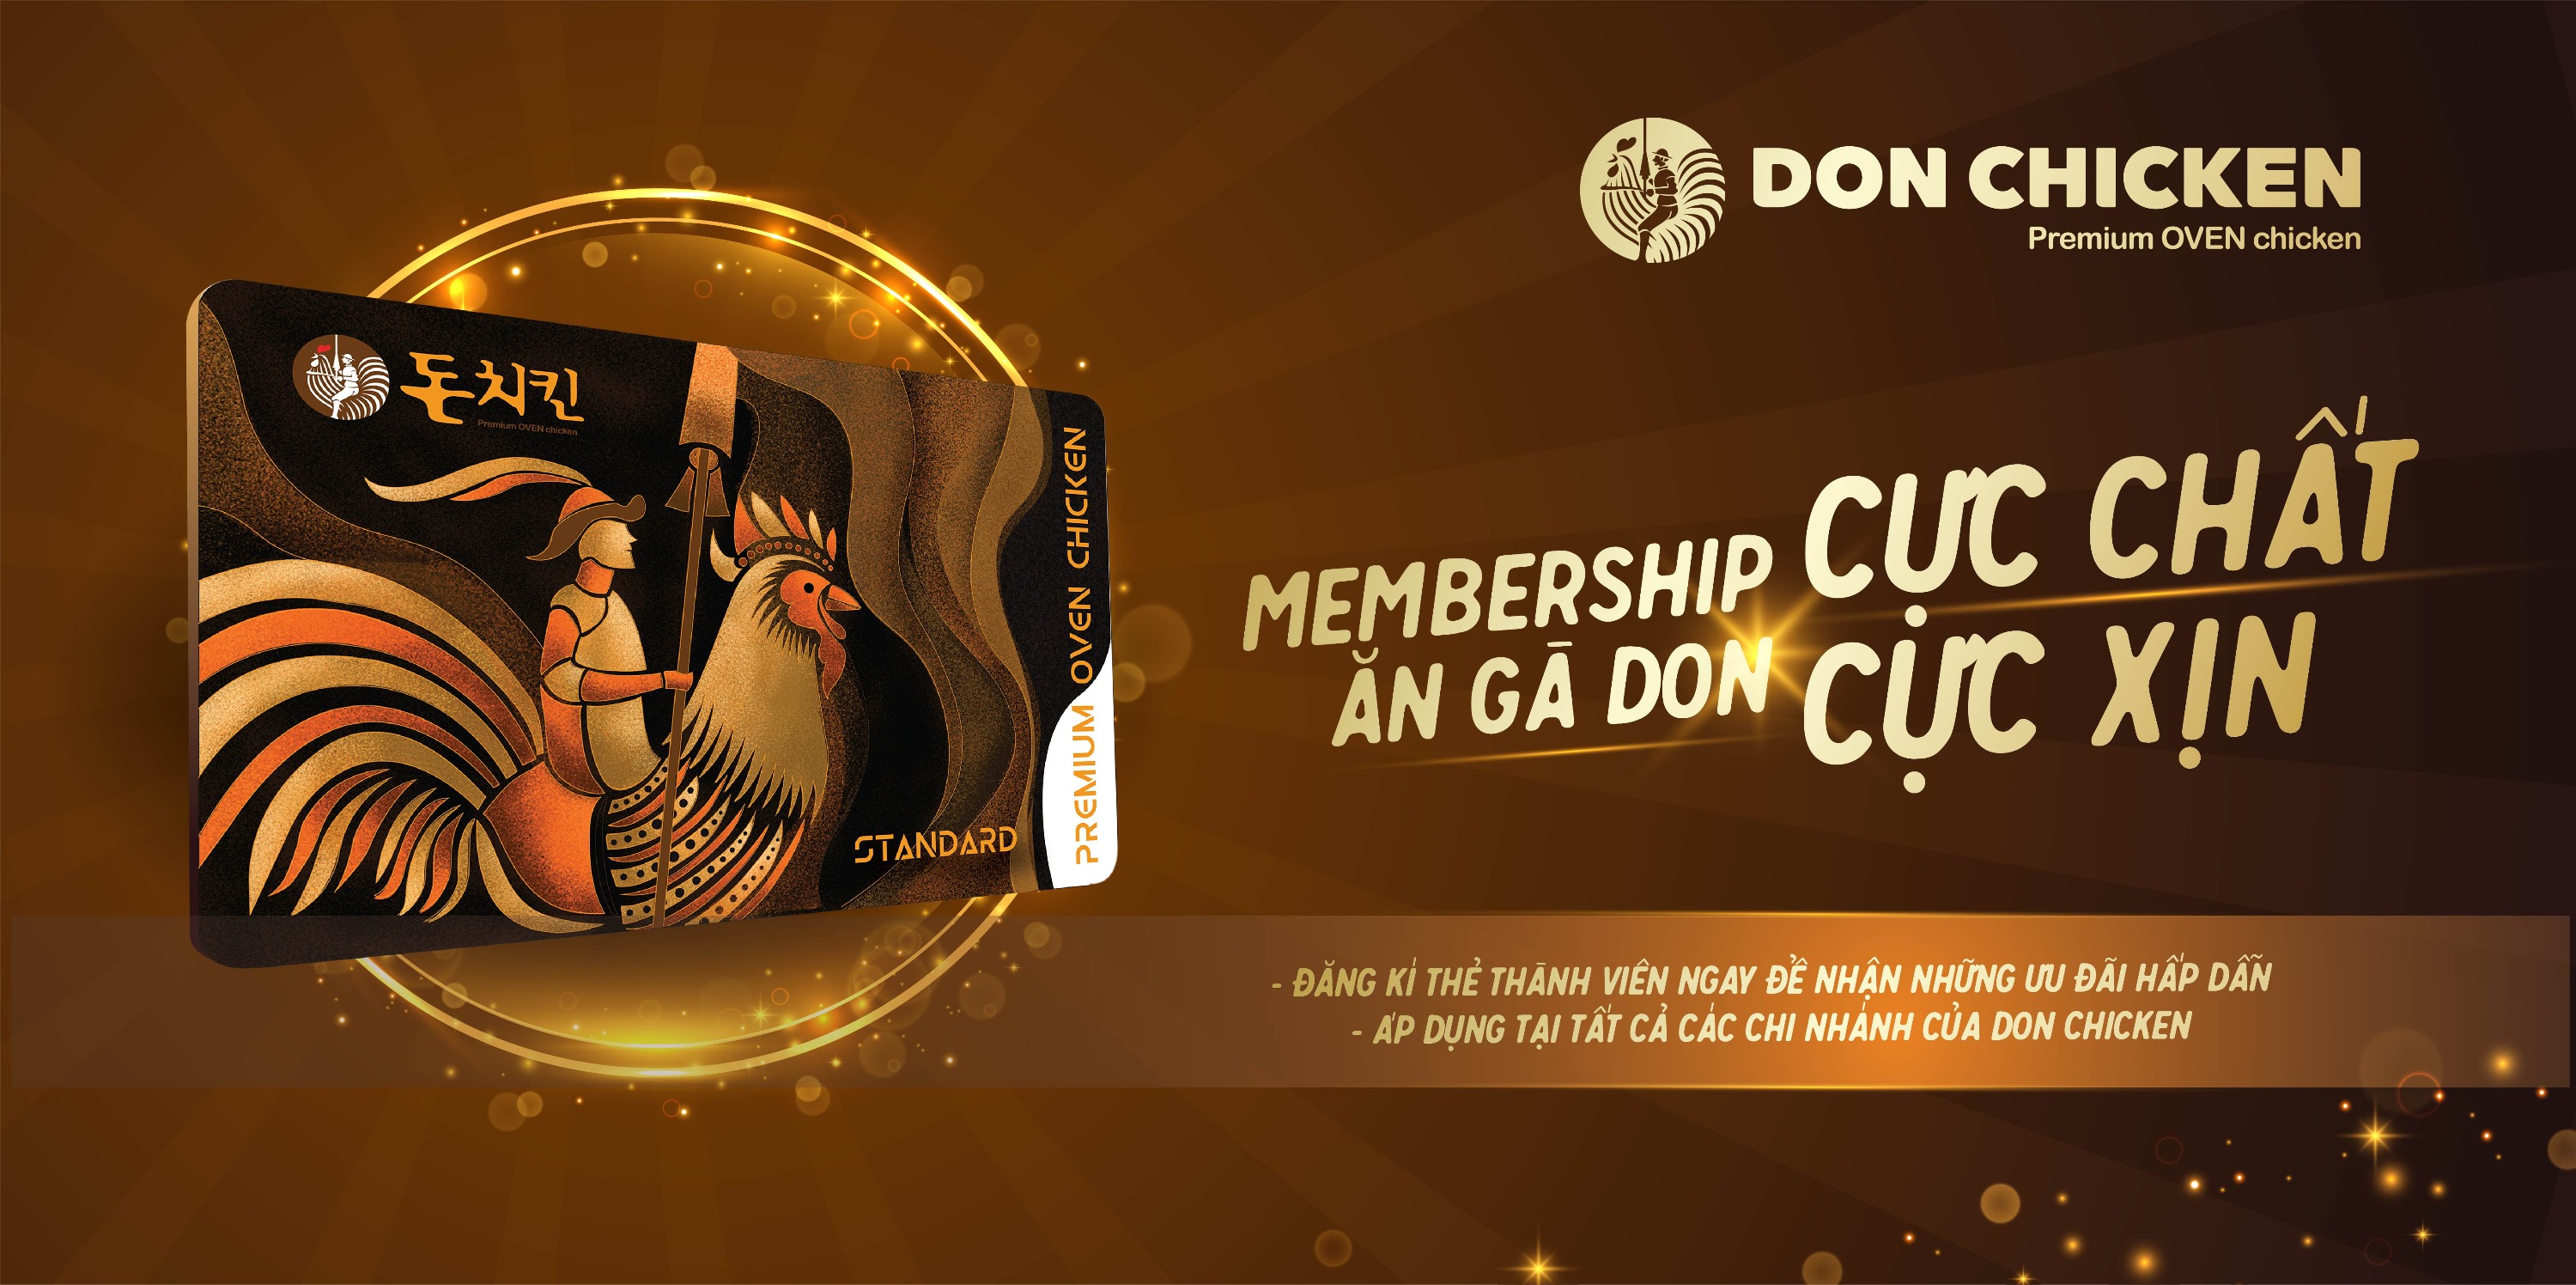 DON CHICKEN
Premium OVEN chicken
돈치킨
Premium OVEN chicken
PREMIUM OVEN CHICKEN
STANDARD
MEMBERSHIP CỰC CHẤT
ĂN GÀ DON CỰC XỊN
- ĐĂNG KÍ THẺ THÀNH VIÊN NGAY ĐỂ NHẬN NHỮNG ƯU ĐÃI HẤP DẪN
- ÁP DỤNG TẠI TẤT CẢ CÁC CHI NHÁNH CỦA DON CHICKEN